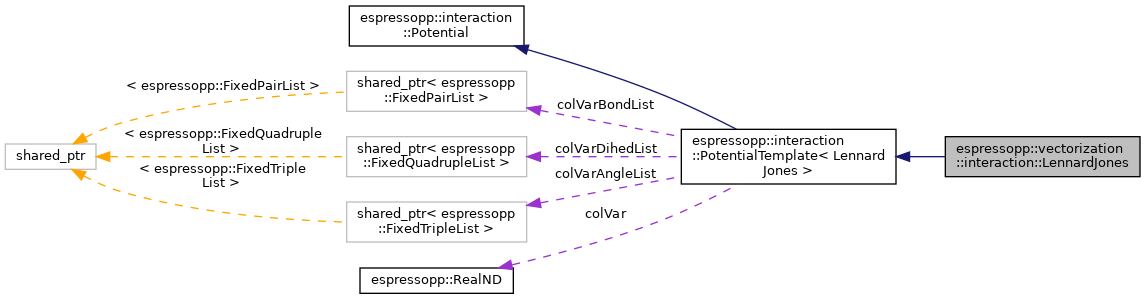 espressopp::interaction
::Potential
< espressopp::FixedPairList >
shared_ptr< espressopp
::FixedPairList >
colVarBondList
< espressopp::FixedQuadruple
List >
shared_ptr
shared_ptr< espressopp
::FixedQuadrupleList >
colVarDihedList
espressopp::interaction
::PotentialTemplate< Lennard
Jones >
espressopp::vectorization
::interaction::LennardJones
< espressopp::FixedTriple
List >
colVarAngleList
shared_ptr< espressopp
::FixedTripleList >
colVar
espressopp::RealND